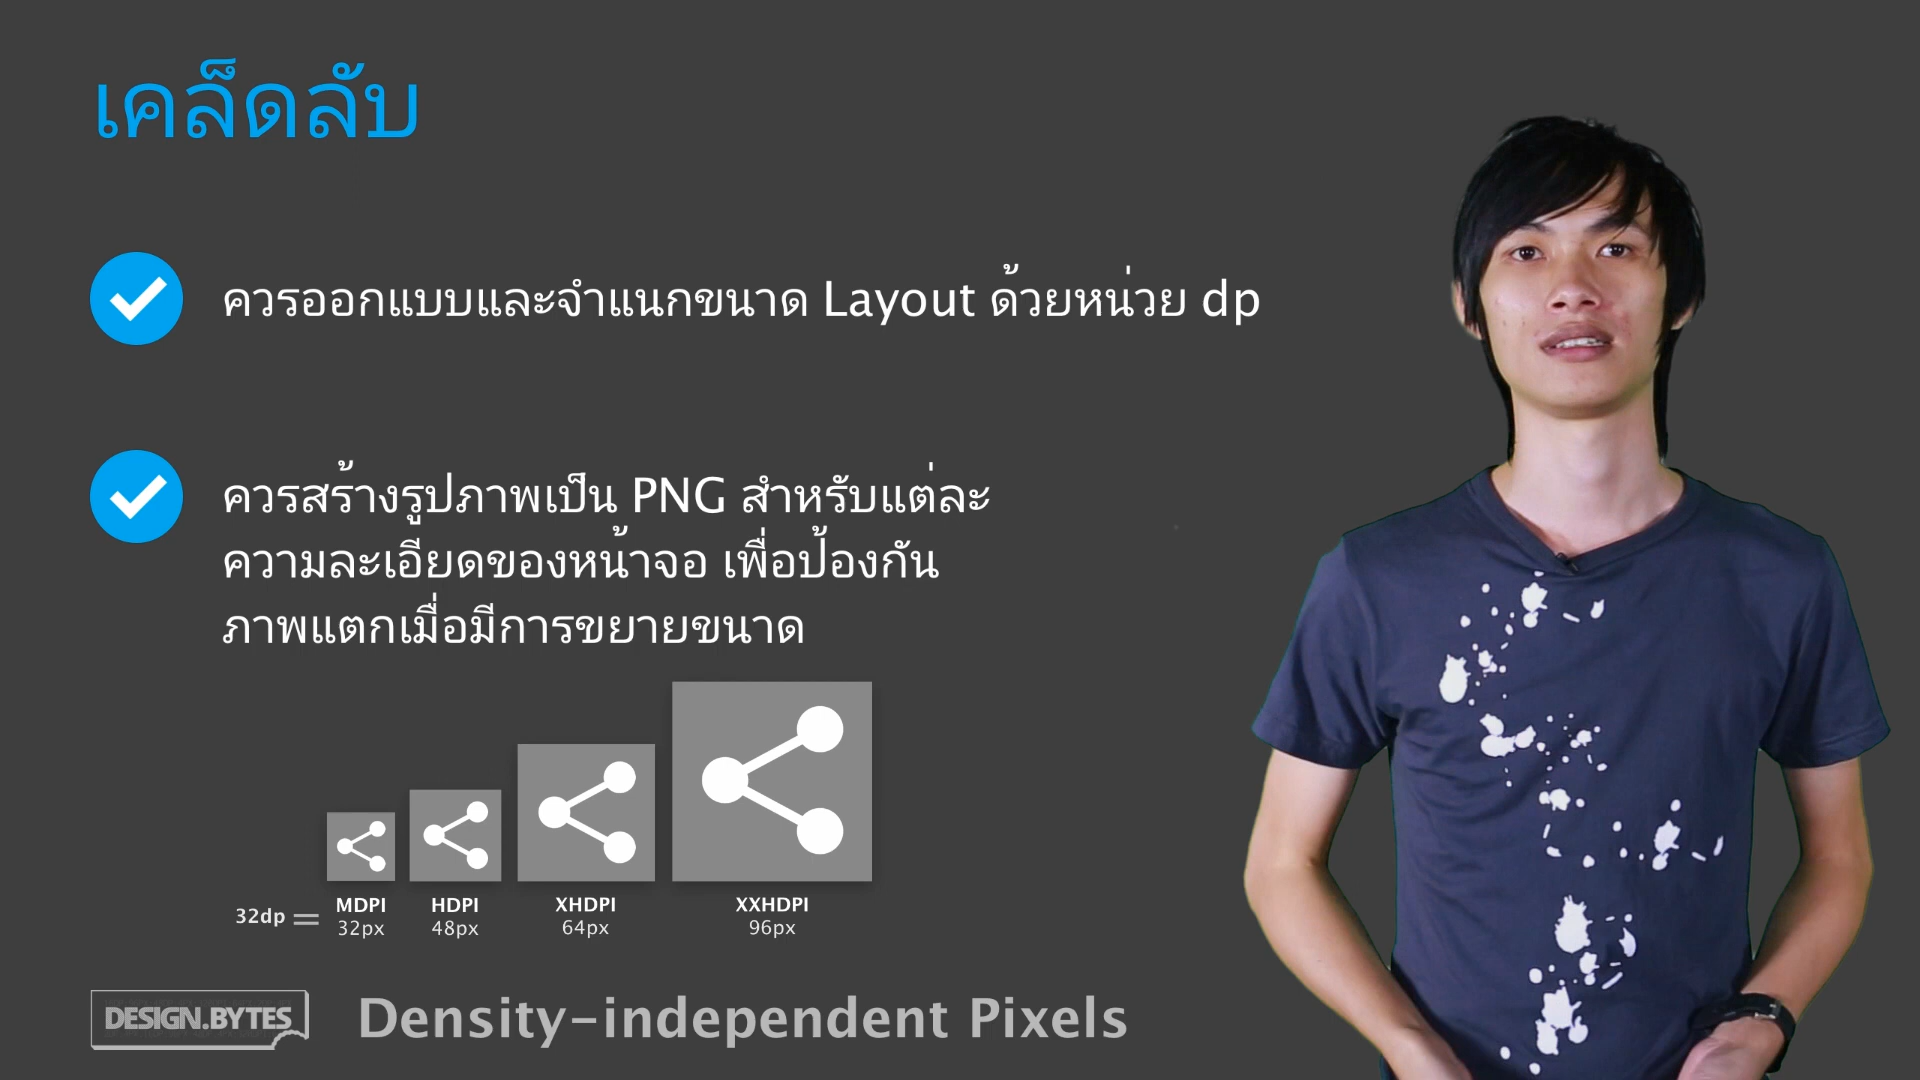 เคล็ดลับ
ควรออกแบบและจำแนกขนาด Layout ด้วยหน่วย dp
ควรสร้างรูปภาพเป็น PNG สำหรับแต่ละ
ความละเอียดของหน้าจอ เพื่อป้องกัน
ภาพแตกเมื่อมีการขยายขนาด
32dp = MDPI HDPI XHDPI XXHDPI
32px 48px 64px 96px
DESIGN.BYTES Density-independent Pixels